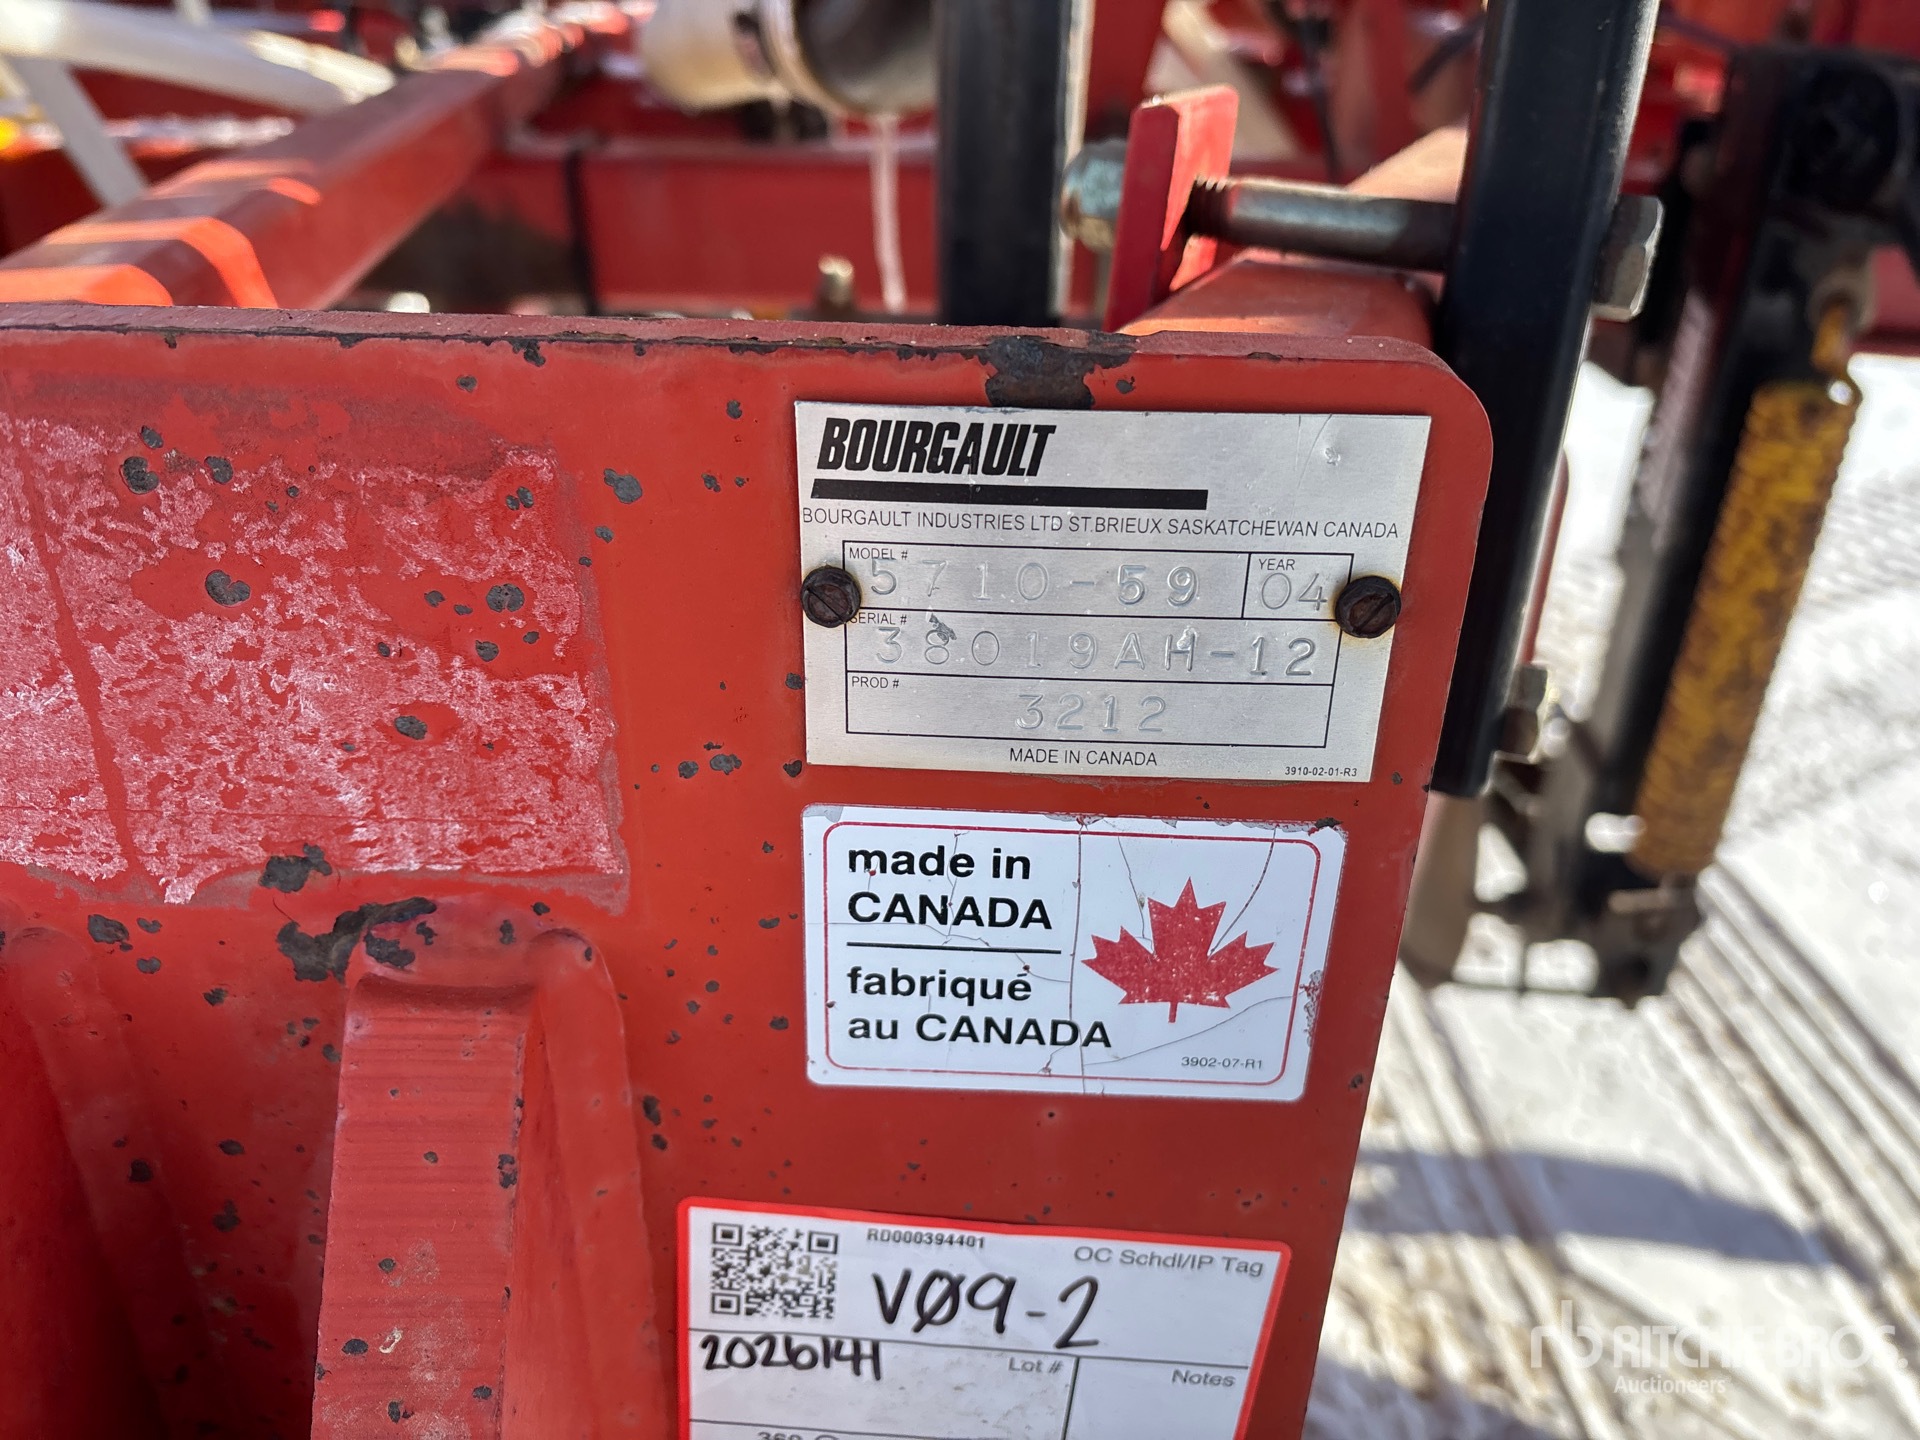 BOURGAULT
BOURGAULT INDUSTRIES LTD ST.BRIEUX SASKATCHEWAN CANADA
MODEL # 5710-59 YEAR 04
SERIAL # 38019AH-12
PROD # 3212
MADE IN CANADA
3910-02-01-R3
made in
CANADA
fabriqué
au CANADA
3902-07-R1
RD000394401
OC Schdl/IP Tag
VØ9-2
2026141
Lot #
Notes
rb RITCHIE BROS.
Auctioneers